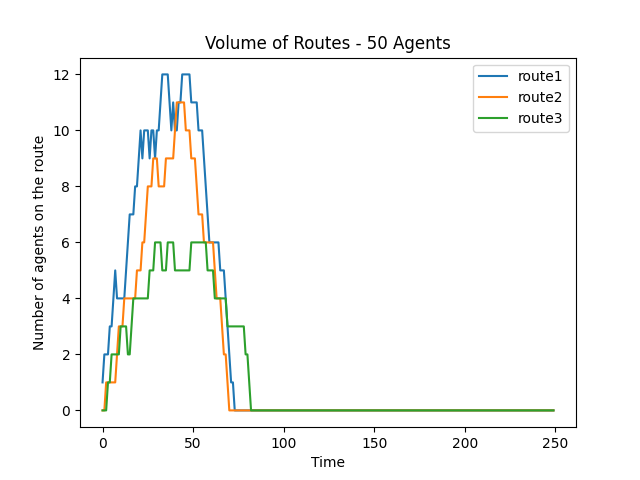 Volume of Routes - 50 Agents
route1
route2
route3
Number of agents on the route
12
10
8
6
4
2
0
0 50 100 150 200 250
Time